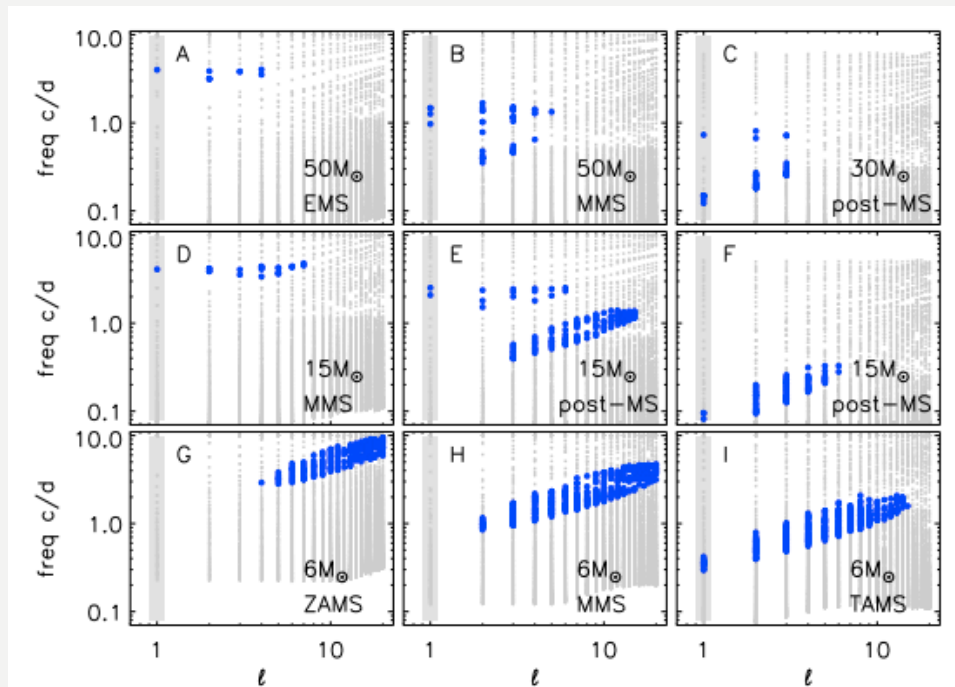 A
B
C
10.0
1.0
0.1
freq c/d
50M⊙
EMS
50M⊙
MMS
30M⊙
post-MS
D
E
F
10.0
1.0
0.1
freq c/d
15M⊙
MMS
15M⊙
post-MS
15M⊙
post-MS
G
H
I
10.0
1.0
0.1
freq c/d
6M⊙
ZAMS
6M⊙
MMS
6M⊙
TAMS
1 10
1 10
1 10
ℓ
ℓ
ℓ